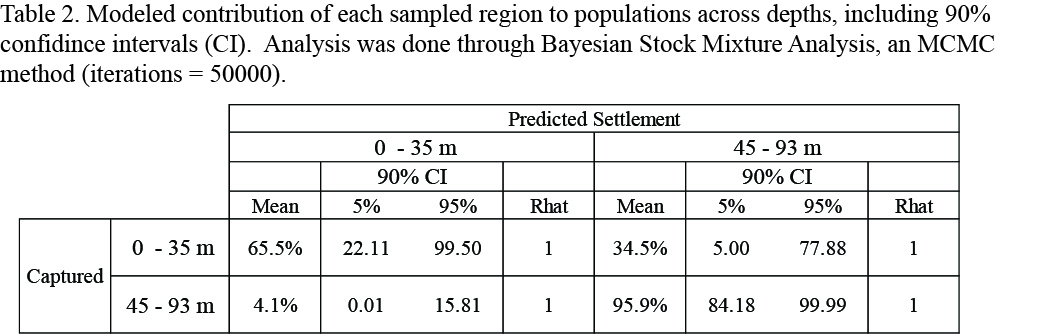 Table 2. Modeled contribution of each sampled region to populations across depths, including 90%
confidince intervals (CI).  Analysis was done through Bayesian Stock Mixture Analysis, an MCMC
method (iterations = 50000).
Predicted Settlement
0 - 35 m 45 - 93 m
90% CI 90% CI
Mean 5% 95% Rhat Mean 5% 95% Rhat
0 - 35 m 65.5% 22.11 99.50 1 34.5% 5.00 77.88 1
Captured
45 - 93 m 4.1% 0.01 15.81 1 95.9% 84.18 99.99 1